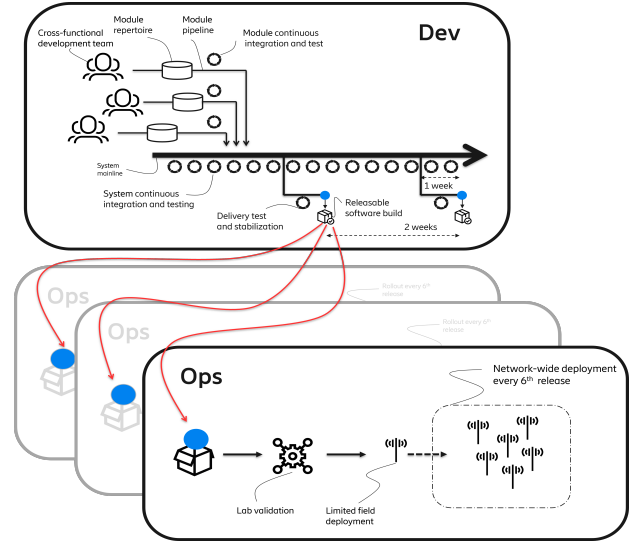 Dev
Cross-functional
development team
Module
repertoire
Module
pipeline
Module continuous
integration and test
System
mainline
System continuous
integration and testing
Delivery test
and stabilization
Releasable
software build
1 week
2 weeks
Ops
Rollout every 6th
release
Ops
Rollout every 6th
release
Ops
Network-wide deployment
every 6th release
Lab validation
Limited field
deployment